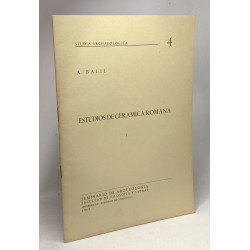 STUDIA ARCHAEOLOGICA
4
A. BALIL
ESTUDIOS DE CERAMICA ROMANA
I
SEMINARIO DE ARQUEOLOGIA
FACULTAD DE FILOSOFIA Y LETRAS